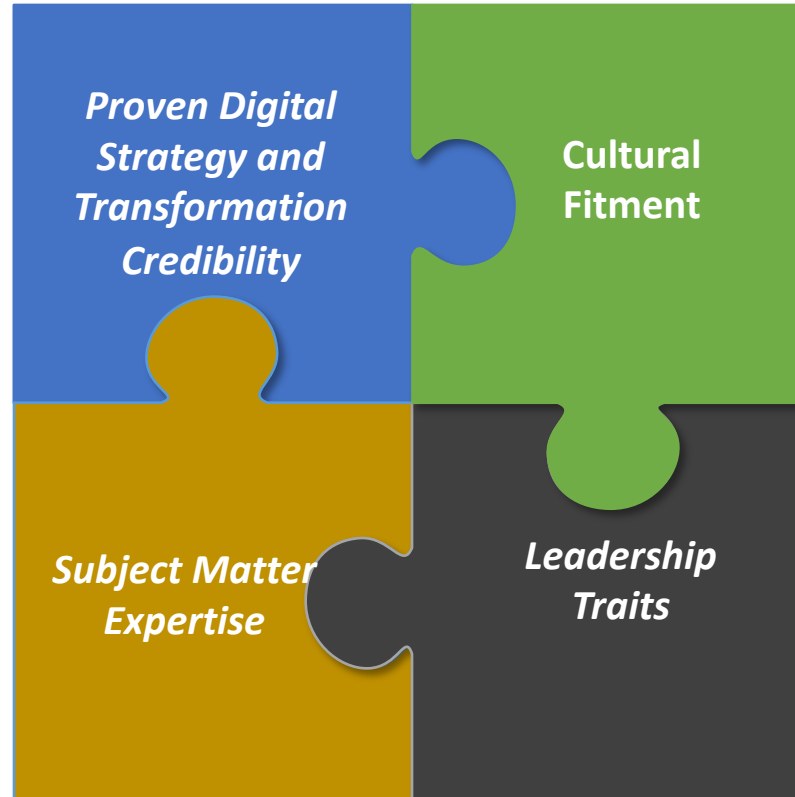 Proven Digital
Strategy and
Transformation
Credibility
Cultural
Fitment
Subject Matter
Expertise
Leadership
Traits